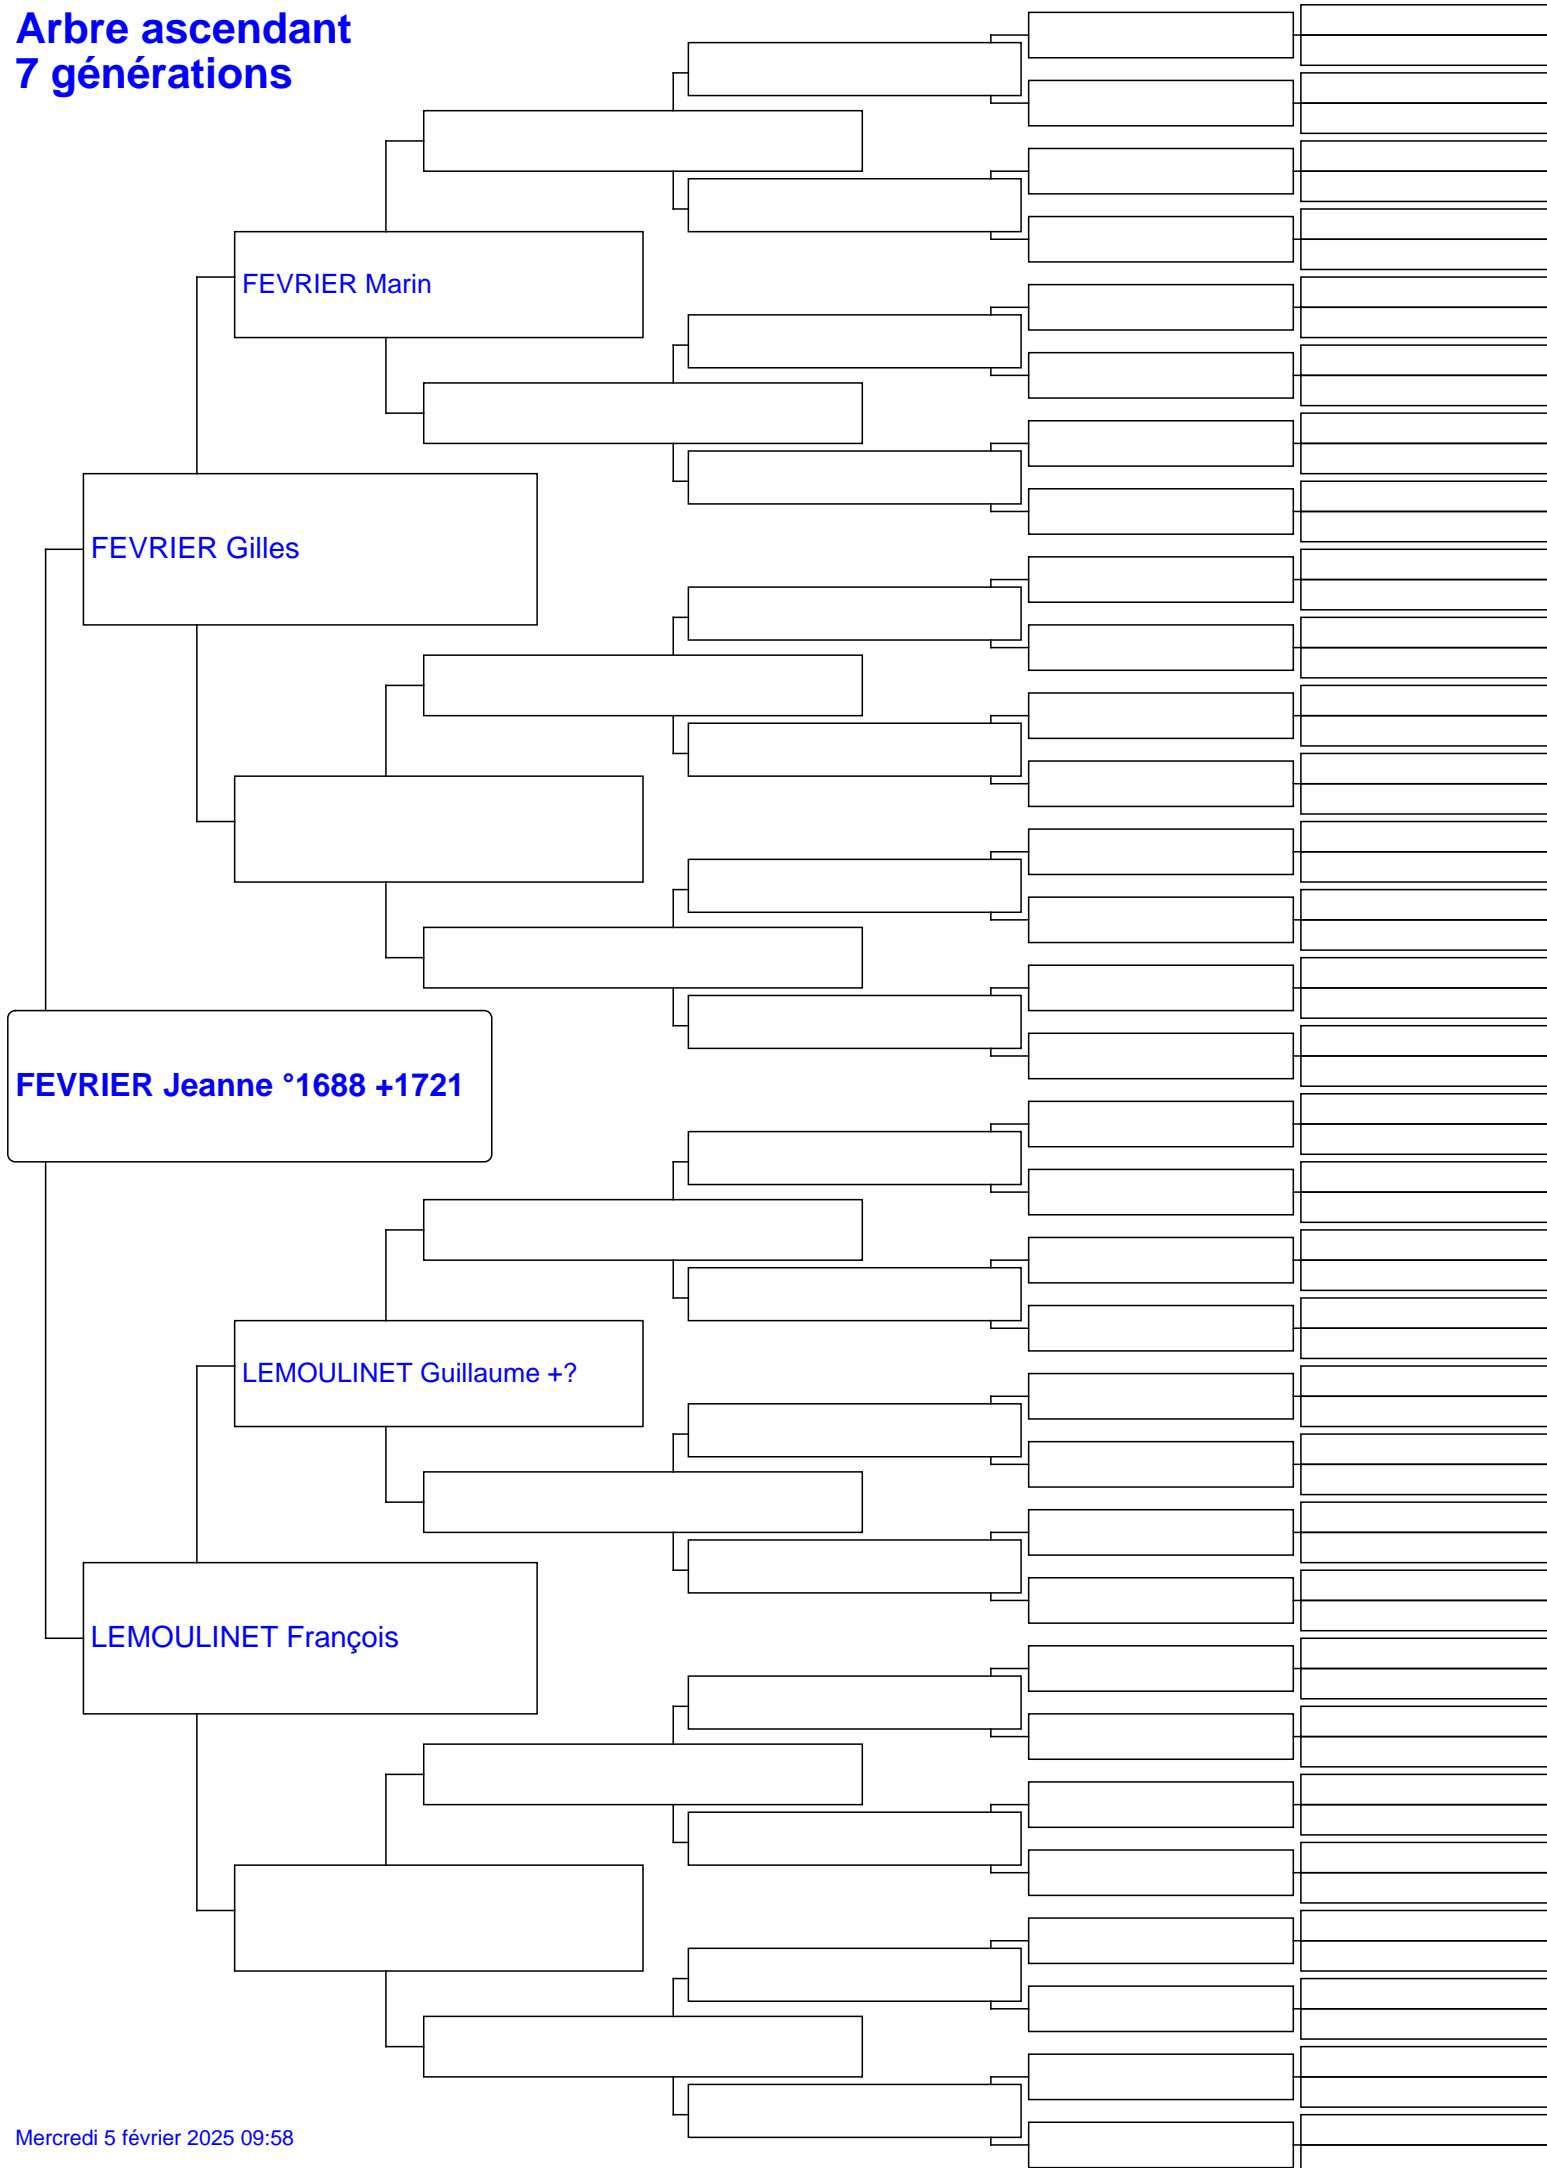 Arbre ascendant
7 générations
FEVRIER Marin
FEVRIER Gilles
FEVRIER Jeanne °1688 +1721
LEMOULINET Guillaume +?
LEMOULINET François
Mercredi 5 février 2025 09:58